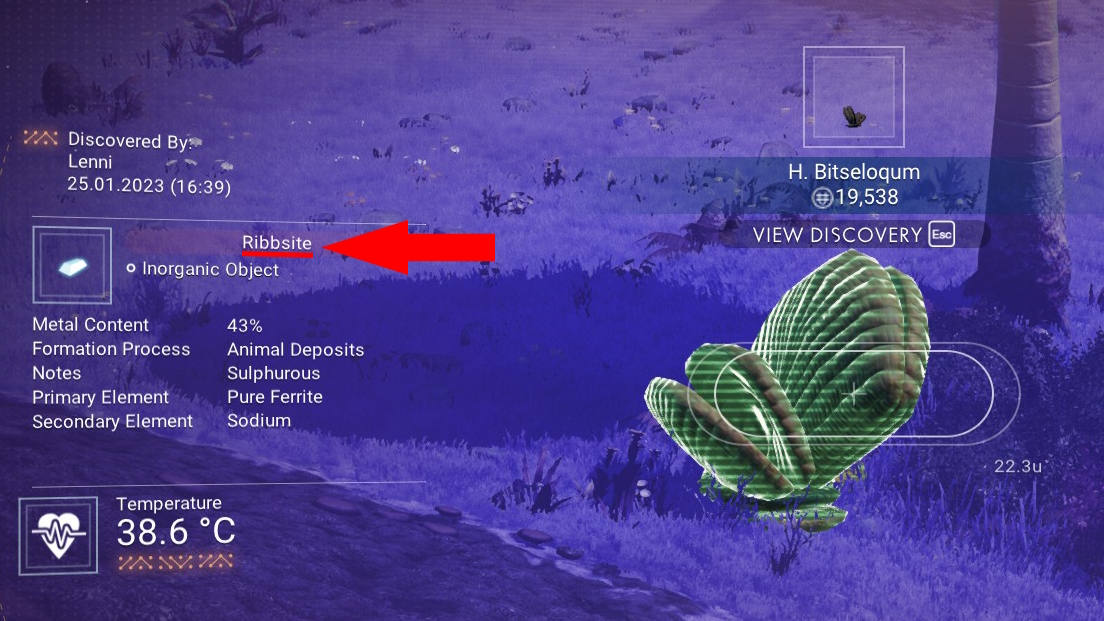 Discovered By:
Lenni
25.01.2023 (16:39)
H. Bitseloqum
19,538
VIEW DISCOVERY Esc
Ribbsite
Inorganic Object
Metal Content 43%
Formation Process Animal Deposits
Notes Sulphurous
Primary Element Pure Ferrite
Secondary Element Sodium
22.3u
Temperature
38.6 °C